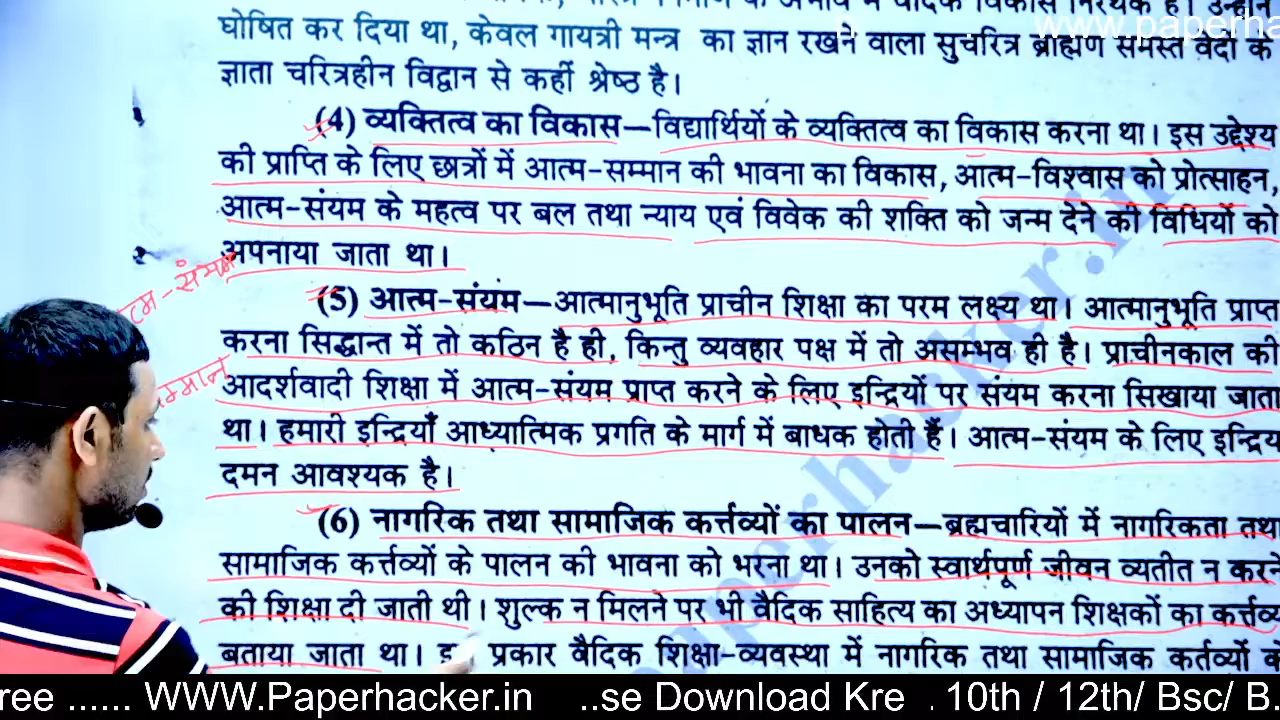 www.paperha
घोषित कर दिया था, केवल गायत्री मन्त्र का ज्ञान रखने वाला सुचरित्र ब्राह्मण समस्त वेदों के
ज्ञाता चरित्रहीन विद्वान से कहीं श्रेष्ठ है।
(4) व्यक्तित्व का विकास—विद्यार्थियों के व्यक्तित्व का विकास करना था। इस उद्देश्य
की प्राप्ति के लिए छात्रों में आत्म-सम्मान की भावना का विकास, आत्म-विश्वास को प्रोत्साहन,
आत्म-संयम के महत्व पर बल तथा न्याय एवं विवेक की शक्ति को जन्म देने की विधियों को
अपनाया जाता था।
(5) आत्म-संयम—आत्मानुभूति प्राचीन शिक्षा का परम लक्ष्य था। आत्मानुभूति प्राप्त
करना सिद्धान्त में तो कठिन है ही, किन्तु व्यवहार पक्ष में तो असम्भव ही है। प्राचीनकाल की
आदर्शवादी शिक्षा में आत्म-संयम प्राप्त करने के लिए इन्द्रियों पर संयम करना सिखाया जाता
था। हमारी इन्द्रियाँ आध्यात्मिक प्रगति के मार्ग में बाधक होती हैं। आत्म-संयम के लिए इन्द्रिय
दमन आवश्यक है।
(6) नागरिक तथा सामाजिक कर्त्तव्यों का पालन—ब्रह्मचारियों में नागरिकता तथा
सामाजिक कर्त्तव्यों के पालन की भावना को भरना था। उनको स्वार्थपूर्ण जीवन व्यतीत न करने
की शिक्षा दी जाती थी। शुल्क न मिलने पर भी वैदिक साहित्य का अध्यापन शिक्षकों का कर्त्तव्य
बताया जाता था। प्रकार वैदिक शिक्षा-व्यवस्था में नागरिक तथा सामाजिक कर्तव्यों
paperhacker.in
ree ...... WWW.Paperhacker.in ..se Download Kre . 10th / 12th/ Bsc/ B.